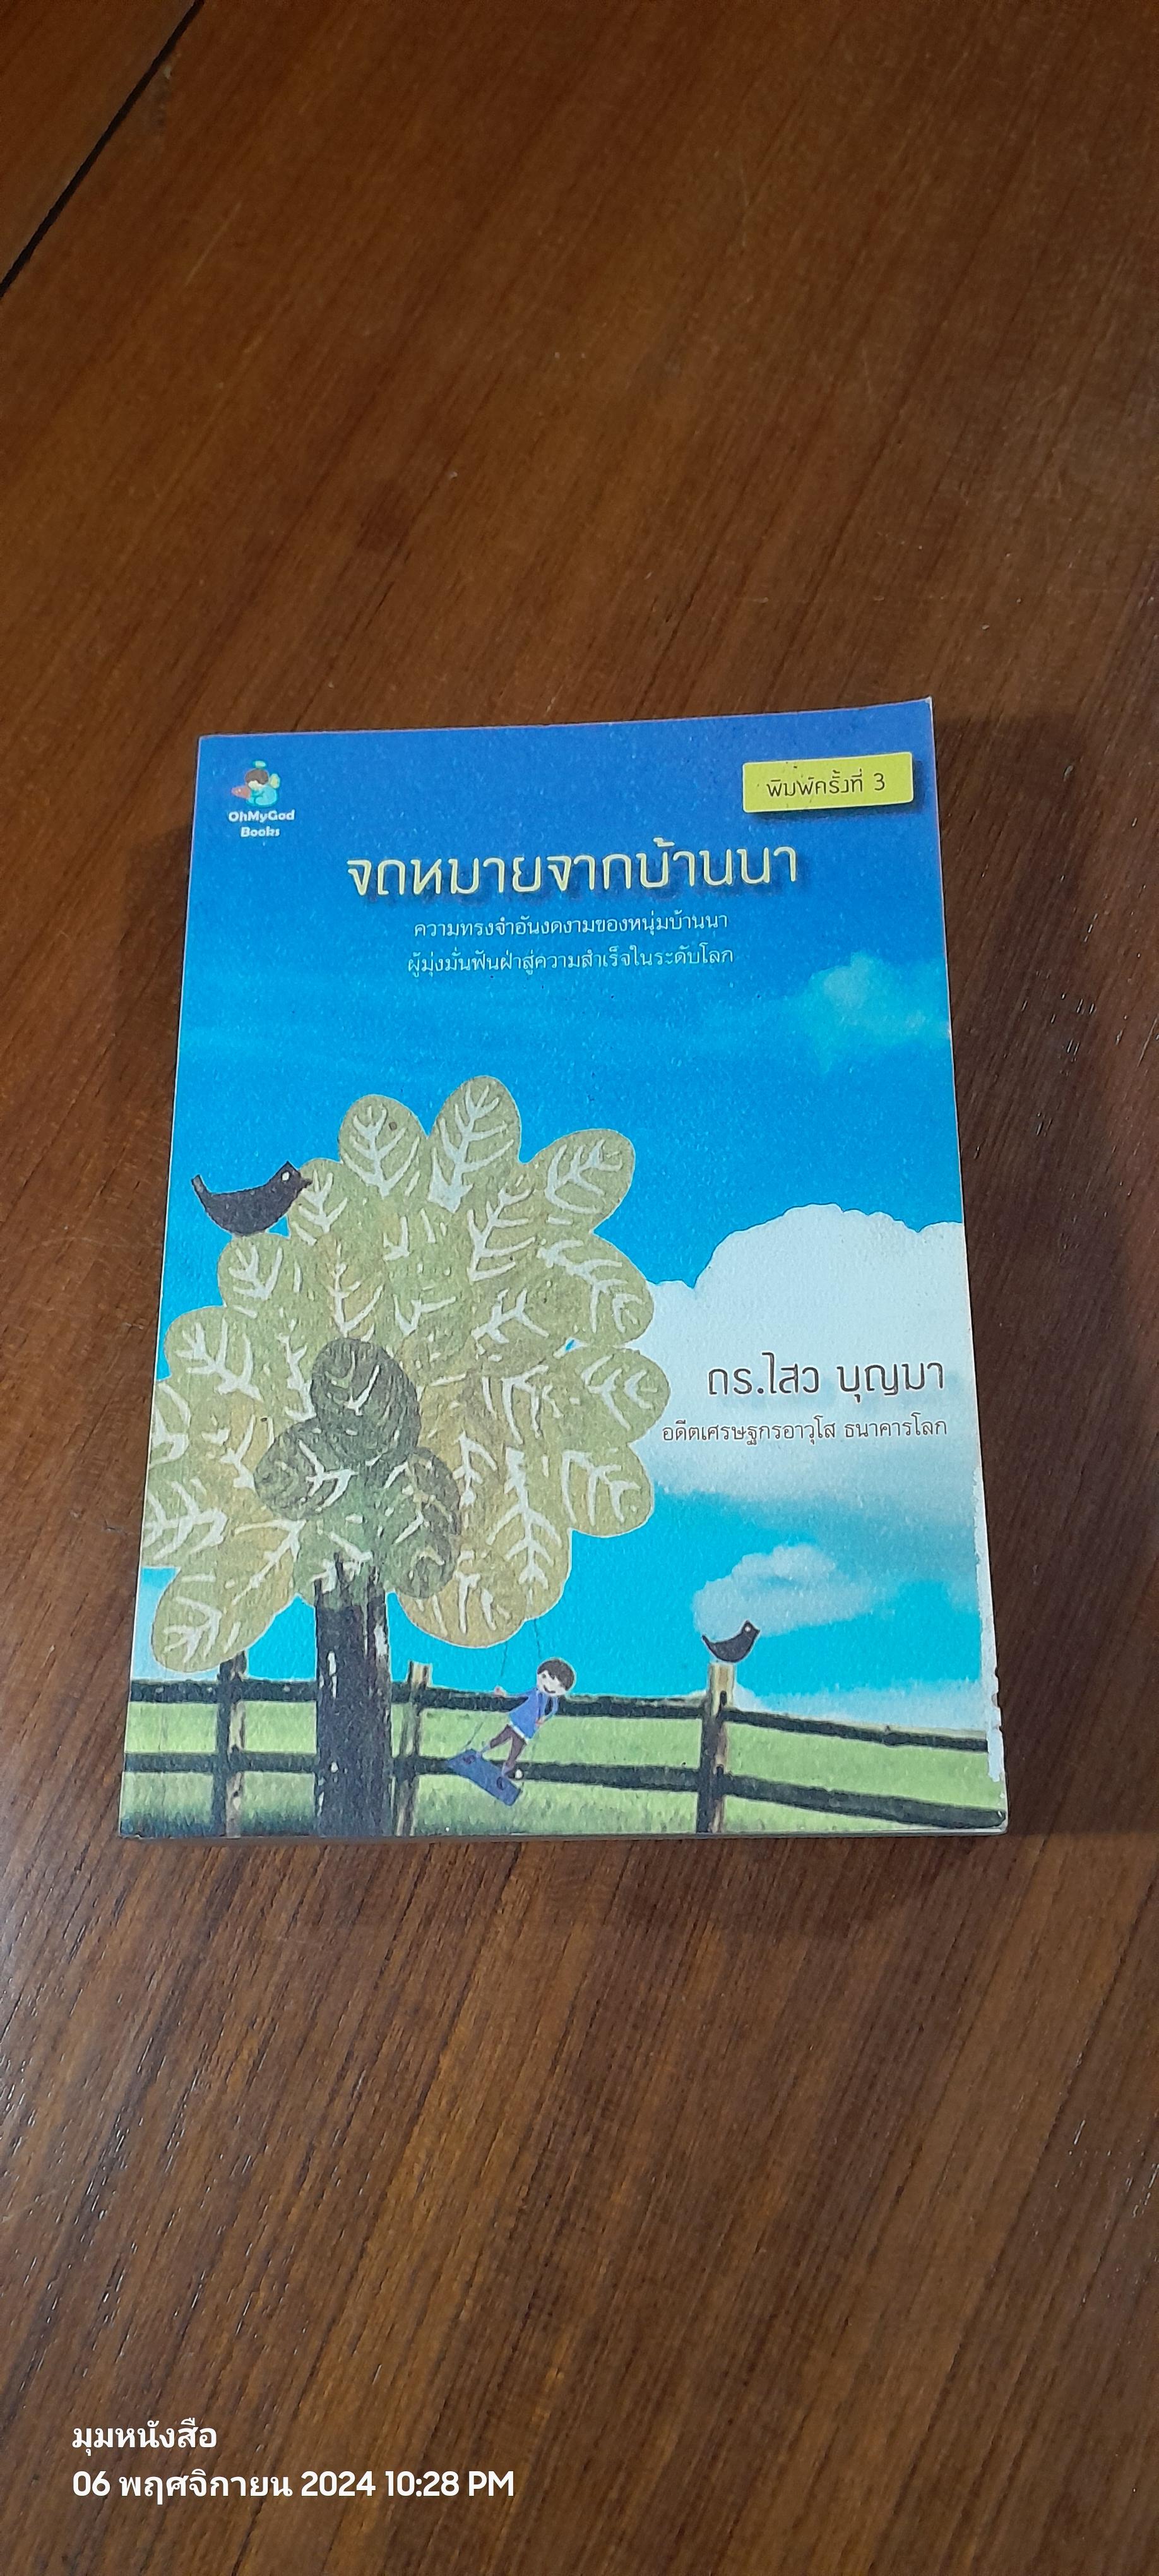 OhMyGod
Books
พิมพ์ครั้งที่ 3
จดหมายจากบ้านนา
ความทรงจำอันงดงามของหนุ่มบ้านนา
ผู้มุ่งมั่นฟันฝ่าสู่ความสำเร็จในระดับโลก
ดร.ไสว บุญมา
อดีตเศรษฐกรอาวุโส ธนาคารโลก
มุมหนังสือ
06 พฤศจิกายน 2024 10:28 PM